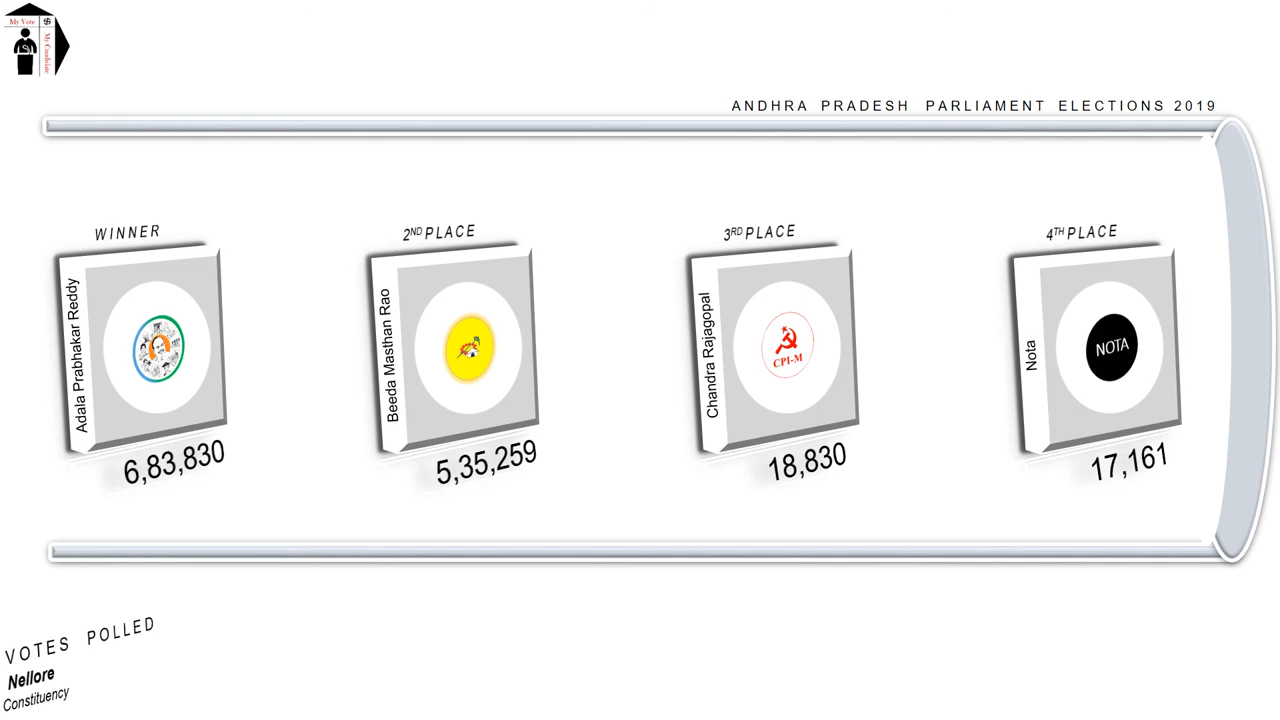 My Vote
My Candidate
ANDHRA PRADESH PARLIAMENT ELECTIONS 2019
WINNER
Adala Prabhakar Reddy
6,83,830
2ND PLACE
Beeda Masthan Rao
5,35,259
3RD PLACE
Chandra Rajagopal
CPI-M
18,830
4TH PLACE
Nota
NOTA
17,161
VOTES POLLED
Nellore
Constituency